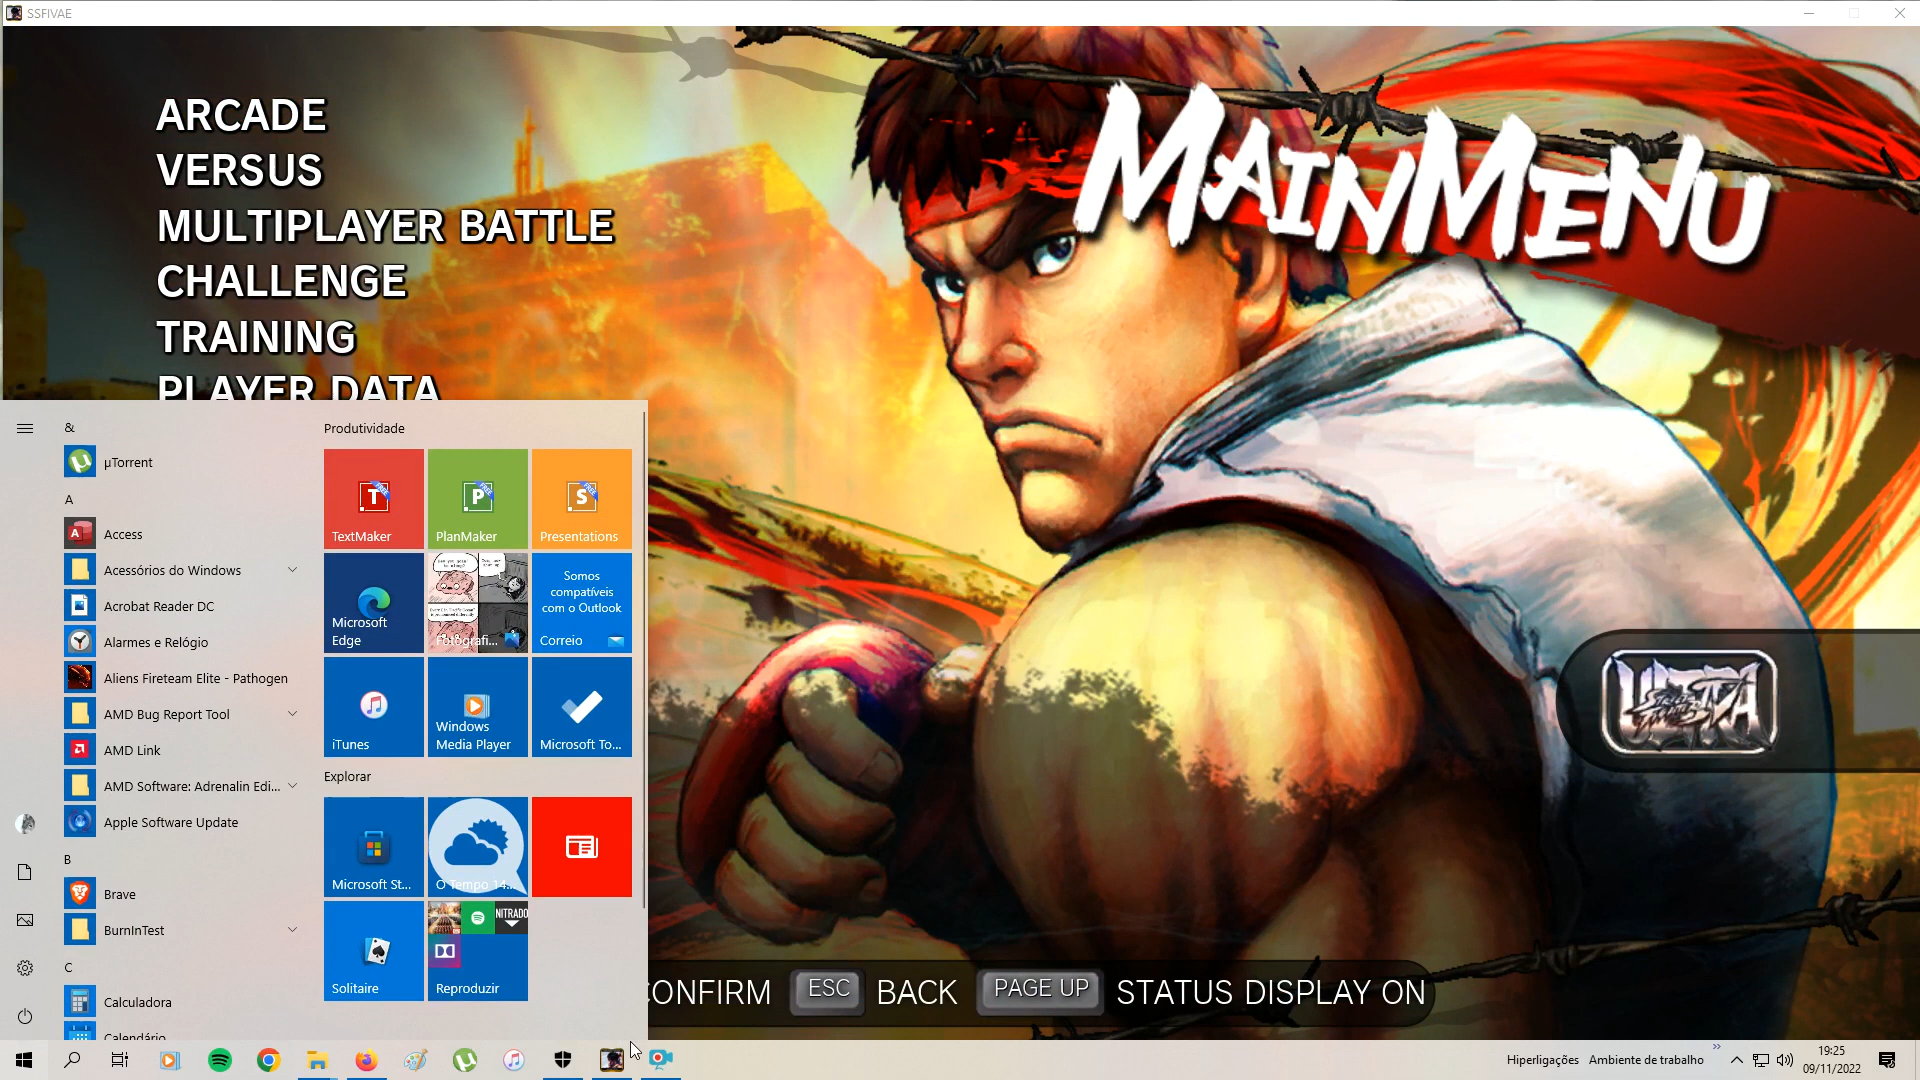 SSFIVAE
ARCADE
VERSUS
MULTIPLAYER BATTLE
CHALLENGE
TRAINING
PLAYER DATA
MAINMENU
&
µTorrent
A
Access
Acessórios do Windows
Acrobat Reader DC
Alarmes e Relógio
Aliens Fireteam Elite - Pathogen
AMD Bug Report Tool
AMD Link
AMD Software: Adrenalin Edi...
Apple Software Update
B
Brave
BurnInTest
C
Calculadora
Calendário
Produtividade
TextMaker
PlanMaker
Presentations
Microsoft
Edge
Fotografi...
Somos
compatíveis
com o Outlook
Correio
iTunes
Windows
Media Player
Microsoft To...
Explorar
Microsoft St...
O Tempo 14...
Solitaire
NITRADO
Reproduzir
CONFIRM ESC BACK PAGE UP STATUS DISPLAY ON
Hiperligações Ambiente de trabalho
19:25
09/11/2022